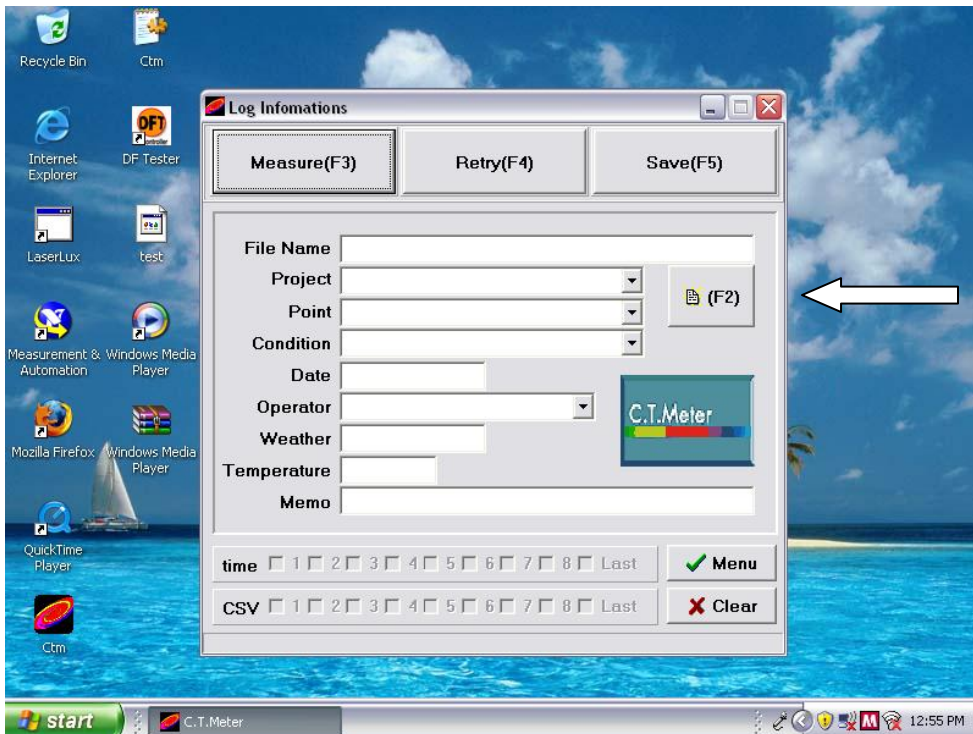 Recycle Bin
Ctm
Internet
Explorer
DFT
DF Tester
LaserLux
test
Measurement &
Automation
Windows Media
Player
Mozilla Firefox
Windows Media
Player
QuickTime
Player
Ctm
Log Infomations
Measure(F3)
Retry(F4)
Save(F5)
File Name
Project
(F2)
Point
Condition
Date
Operator
C.T.Meter
Weather
Temperature
Memo
time 1 2 3 4 5 6 7 8 Last
Menu
CSV 1 2 3 4 5 6 7 8 Last
Clear
start
C.T.Meter
12:55 PM